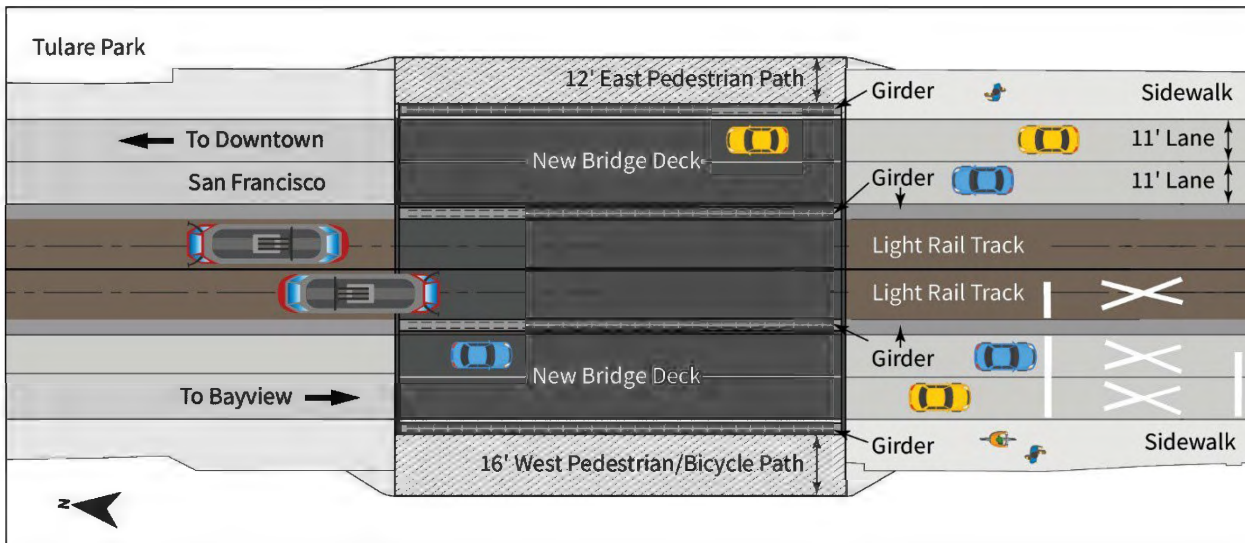 Tulare Park
12' East Pedestrian Path
Girder
Sidewalk
To Downtown
San Francisco
New Bridge Deck
11' Lane
Girder
11' Lane
Light Rail Track
Light Rail Track
To Bayview
New Bridge Deck
Girder
16' West Pedestrian/Bicycle Path
Girder
Sidewalk
N